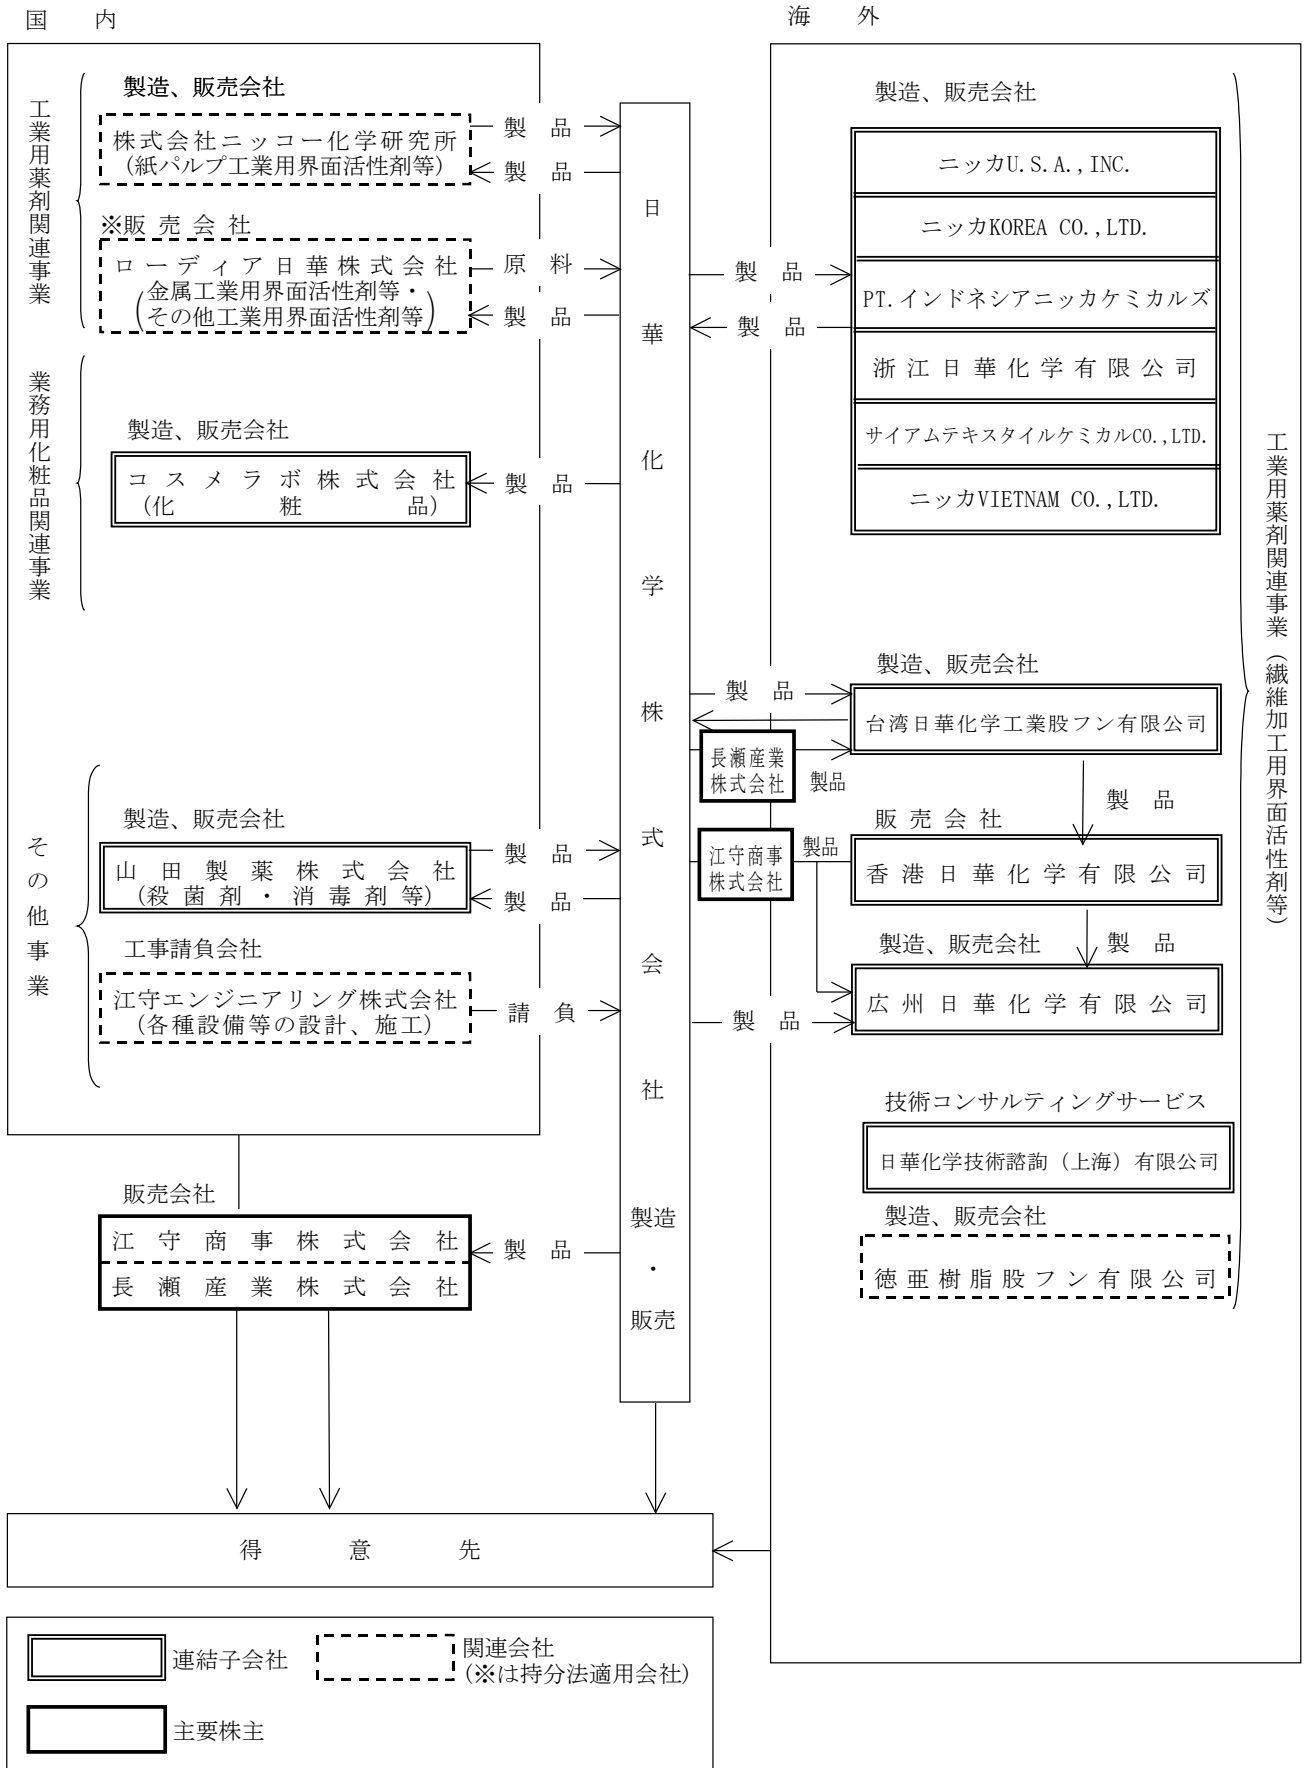 国　内
工業用薬剤関連事業
製造、販売会社
株式会社ニッコー化学研究所
(紙パルプ工業用界面活性剤等)
製　品
製　品
※販 売 会 社
ローディア日華株式会社
(金属工業用界面活性剤等・
その他工業用界面活性剤等)
原　料
製　品
業務用化粧品関連事業
製造、販売会社
コスメラボ株式会社
(化　粧　品)
製　品
その他事業
製造、販売会社
山田製薬株式会社
(殺菌剤・消毒剤等)
製　品
製　品
工事請負会社
江守エンジニアリング株式会社
(各種設備等の設計、施工)
請　負
販売会社
江守商事株式会社
長瀬産業株式会社
製　品
日華化学株式会社
製造
・
販売
海　外
製造、販売会社
ニッカU.S.A.,INC.
ニッカKOREA CO.,LTD.
PT.インドネシアニッカケミカルズ
浙江日華化学有限公司
サイアムテキスタイルケミカルCO.,LTD.
ニッカVIETNAM CO.,LTD.
製　品
製　品
製造、販売会社
台湾日華化学工業股フン有限公司
製　品
長瀬産業
株式会社
製品
製　品
販 売 会 社
香港日華化学有限公司
江守商事
株式会社
製品
製　品
製造、販売会社
広州日華化学有限公司
製　品
技術コンサルティングサービス
日華化学技術諮詢（上海）有限公司
製造、販売会社
徳亜樹脂股フン有限公司
工業用薬剤関連事業（繊維加工用界面活性剤等）
得　意　先
連結子会社
関連会社
(※は持分法適用会社)
主要株主